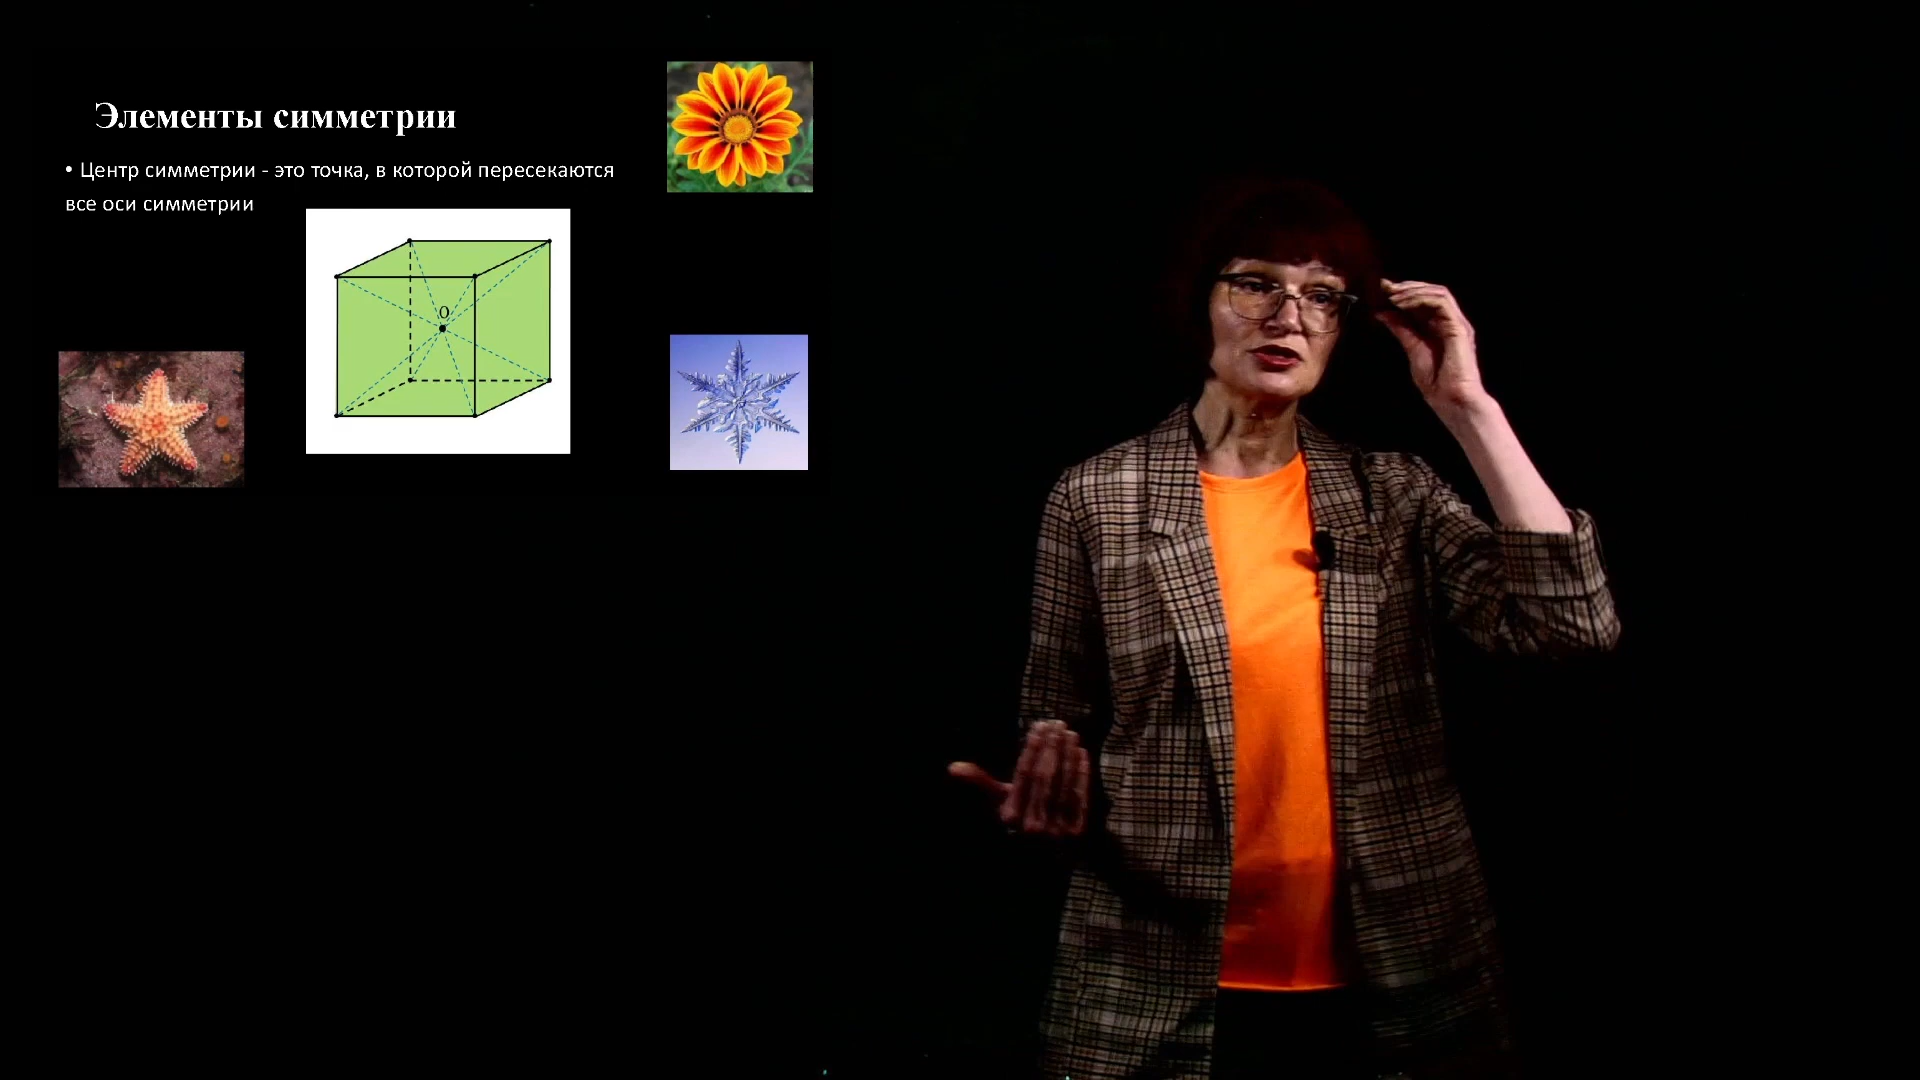 Элементы симметрии
• Центр симметрии - это точка, в которой пересекаются
все оси симметрии
O